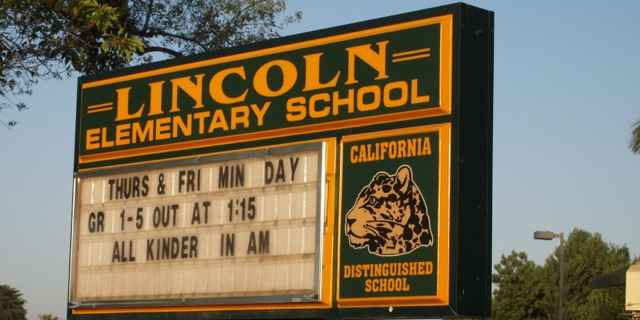 LINCOLN
ELEMENTARY SCHOOL
THURS & FRI MIN DAY
GR 1-5 OUT AT 1:15
ALL KINDER IN AM
CALIFORNIA
DISTINGUISHED
SCHOOL